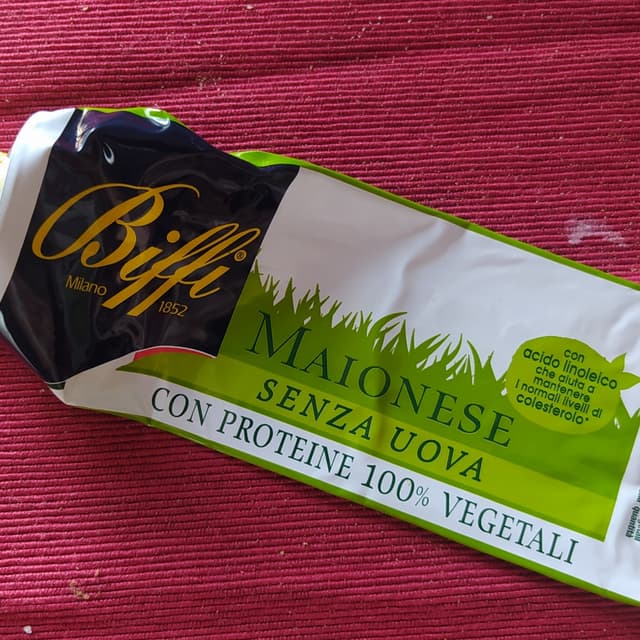 Biffi®
Milano 1852
MAIONESE
SENZA UOVA
CON PROTEINE 100% VEGETALI
con
acido linoleico
che aiuta a
mantenere
i normali livelli di
colesterolo*